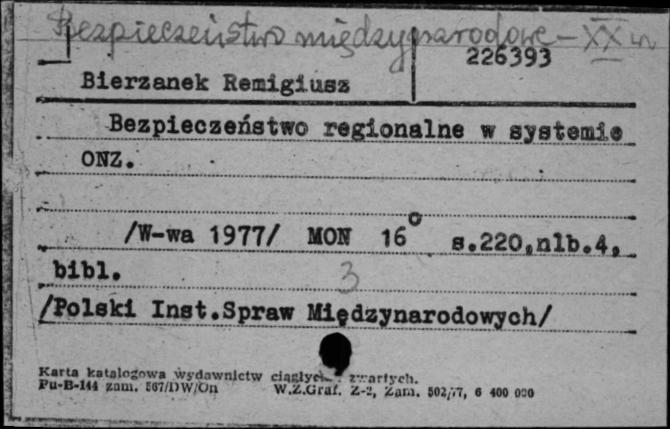 Bezpieczeństwo międzynarodowe - XX w
226393
Bierzanek Remigiusz
Bezpieczeństwo regionalne w systemie
ONZ.
/W-wa 1977/ MON 16° s.220,nlb.4,
bibl.
3
/Polski Inst.Spraw Międzynarodowych/
Karta katalogowa wydawnictw ciągłych i zwartych.
Pu-B-144 zam. 567/DW/On W.Z.Graf. Z-2, Zam. 502/77, 6 400 000